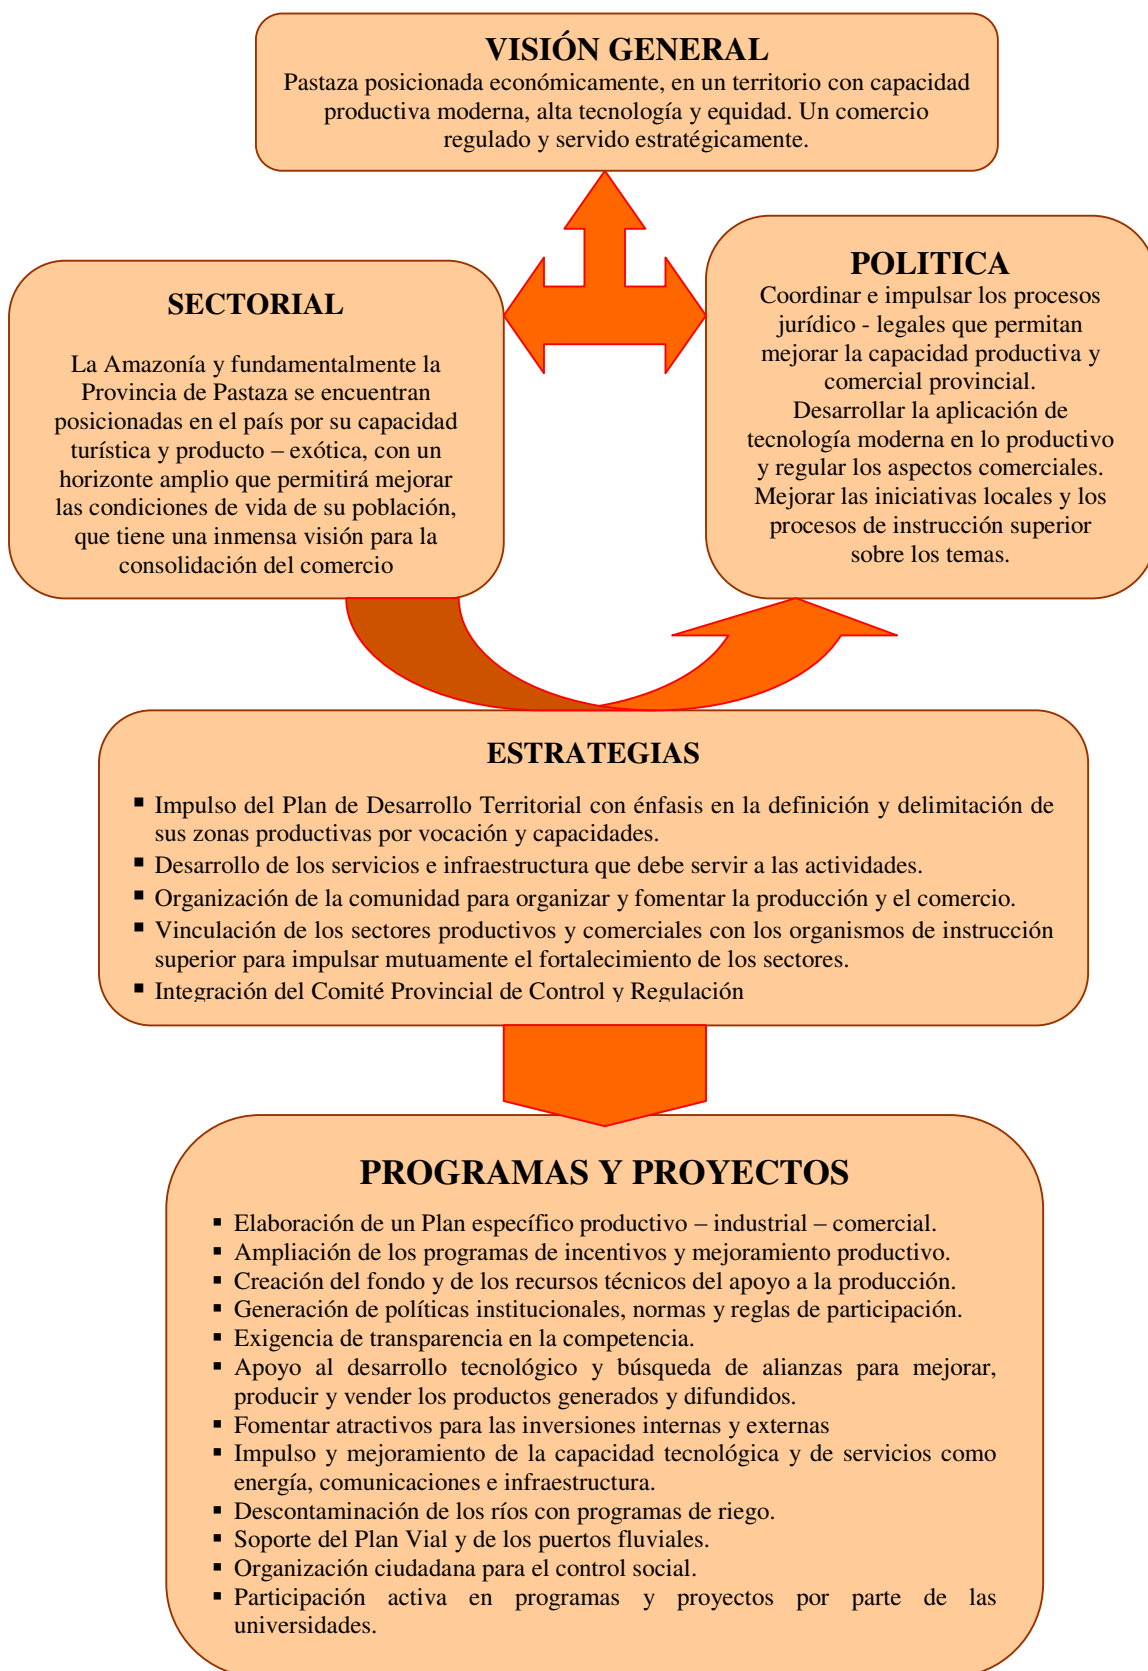 VISIÓN GENERAL
Pastaza posicionada económicamente, en un territorio con capacidad
productiva moderna, alta tecnología y equidad. Un comercio
regulado y servido estratégicamente.
SECTORIAL
La Amazonía y fundamentalmente la
Provincia de Pastaza se encuentran
posicionadas en el país por su capacidad
turística y producto – exótica, con un
horizonte amplio que permitirá mejorar
las condiciones de vida de su población,
que tiene una inmensa visión para la
consolidación del comercio
POLITICA
Coordinar e impulsar los procesos
jurídico - legales que permitan
mejorar la capacidad productiva y
comercial provincial.
Desarrollar la aplicación de
tecnología moderna en lo productivo
y regular los aspectos comerciales.
Mejorar las iniciativas locales y los
procesos de instrucción superior
sobre los temas.
ESTRATEGIAS
▪ Impulso del Plan de Desarrollo Territorial con énfasis en la definición y delimitación de
sus zonas productivas por vocación y capacidades.
▪ Desarrollo de los servicios e infraestructura que debe servir a las actividades.
▪ Organización de la comunidad para organizar y fomentar la producción y el comercio.
▪ Vinculación de los sectores productivos y comerciales con los organismos de instrucción
superior para impulsar mutuamente el fortalecimiento de los sectores.
▪ Integración del Comité Provincial de Control y Regulación
PROGRAMAS Y PROYECTOS
▪ Elaboración de un Plan específico productivo – industrial – comercial.
▪ Ampliación de los programas de incentivos y mejoramiento productivo.
▪ Creación del fondo y de los recursos técnicos del apoyo a la producción.
▪ Generación de políticas institucionales, normas y reglas de participación.
▪ Exigencia de transparencia en la competencia.
▪ Apoyo al desarrollo tecnológico y búsqueda de alianzas para mejorar,
producir y vender los productos generados y difundidos.
▪ Fomentar atractivos para las inversiones internas y externas
▪ Impulso y mejoramiento de la capacidad tecnológica y de servicios como
energía, comunicaciones e infraestructura.
▪ Descontaminación de los ríos con programas de riego.
▪ Soporte del Plan Vial y de los puertos fluviales.
▪ Organización ciudadana para el control social.
▪ Participación activa en programas y proyectos por parte de las
universidades.